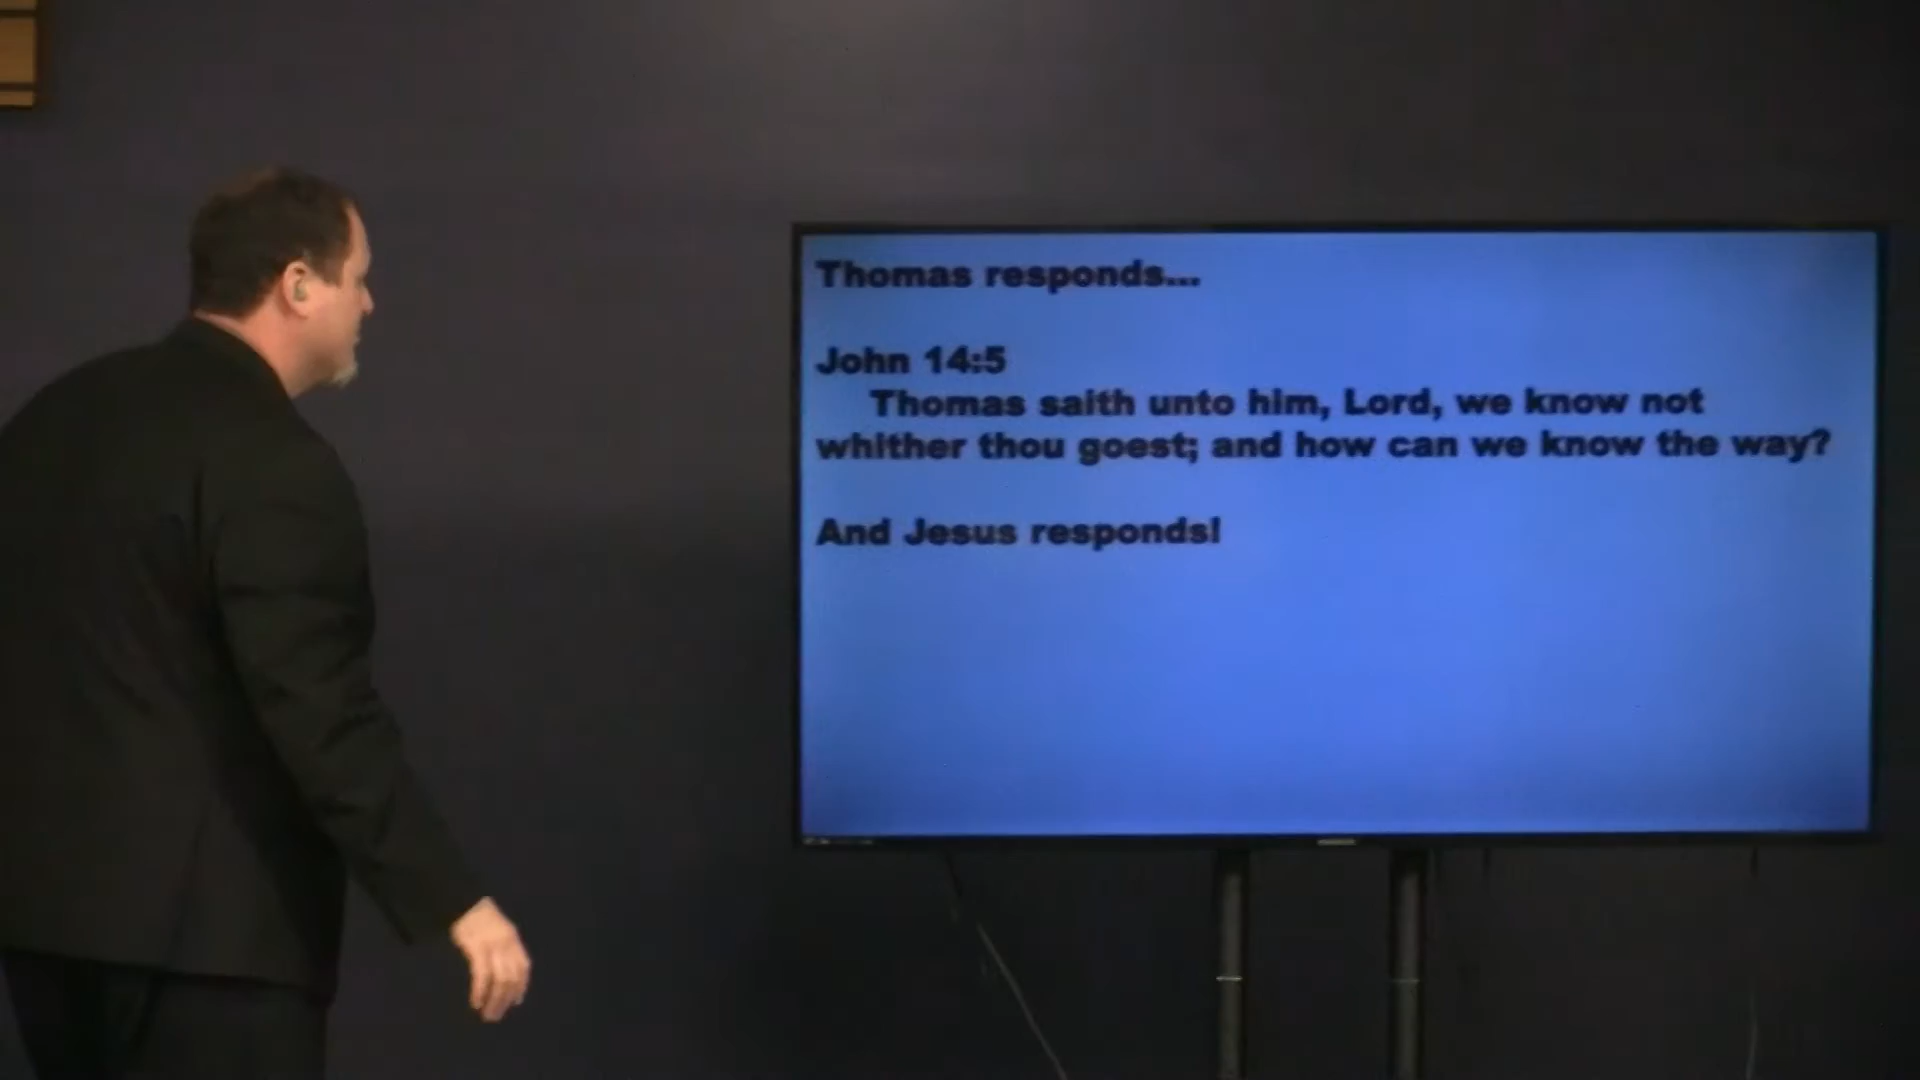 Thomas responds...
John 14:5
Thomas saith unto him, Lord, we know not
whither thou goest; and how can we know the way?
And Jesus responds!